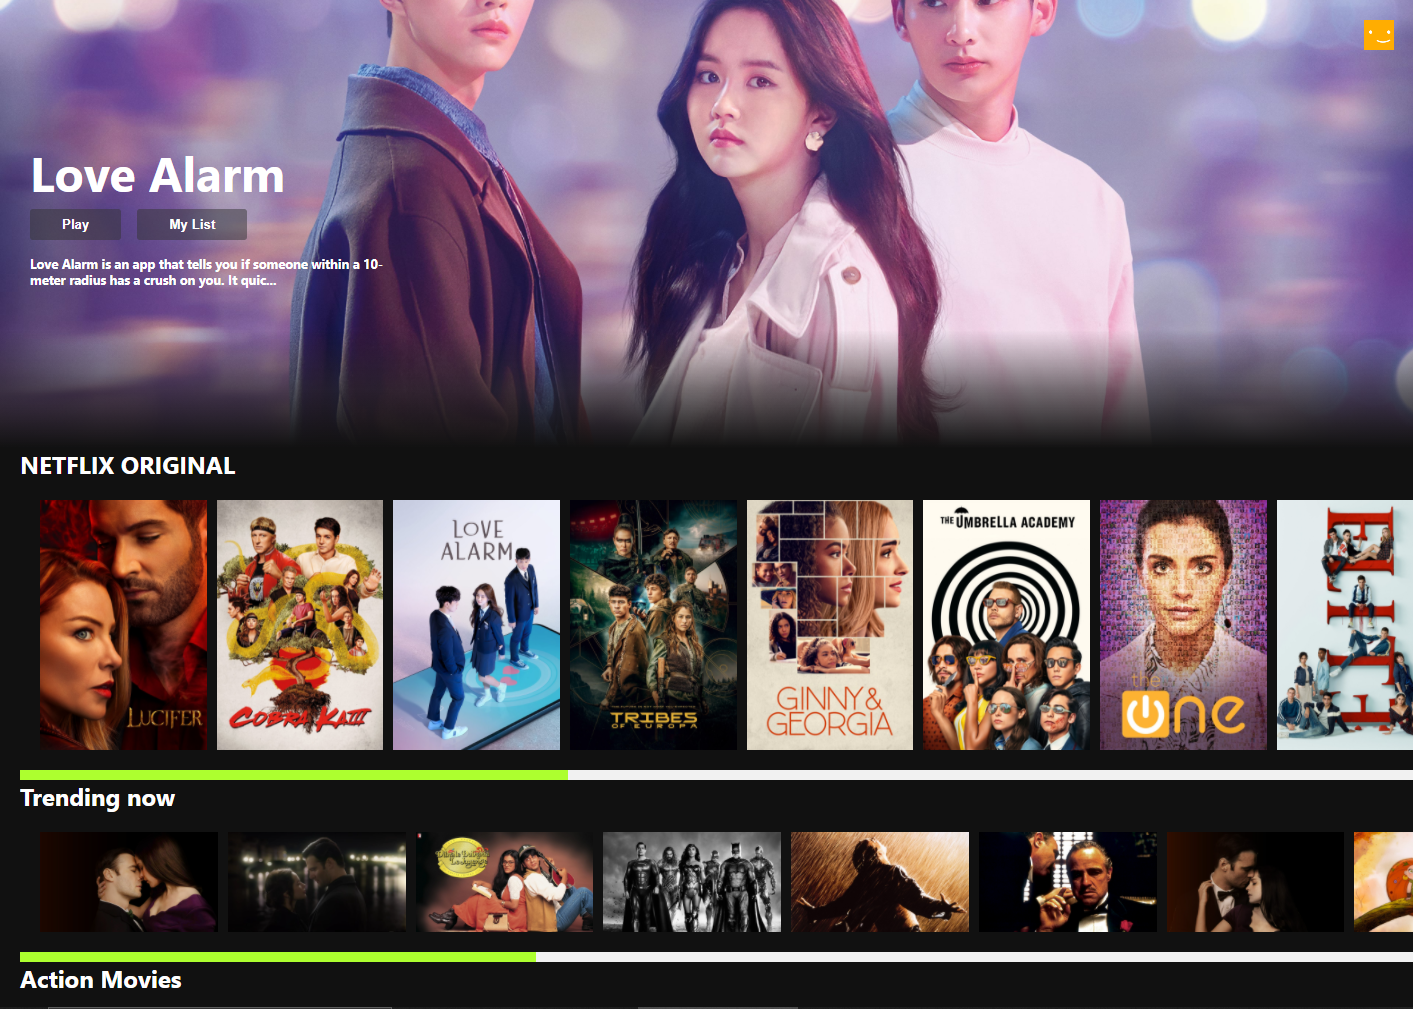 Love Alarm
Play
My List
Love Alarm is an app that tells you if someone within a 10-
meter radius has a crush on you. It quic...
NETFLIX ORIGINAL
LUCIFER
COBRA KAI
LOVE
ALARM
TRIBES
OF EUROPA
GINNY&
GEORGIA
THE UMBRELLA ACADEMY
the
one
ELITE
Trending now
Action Movies